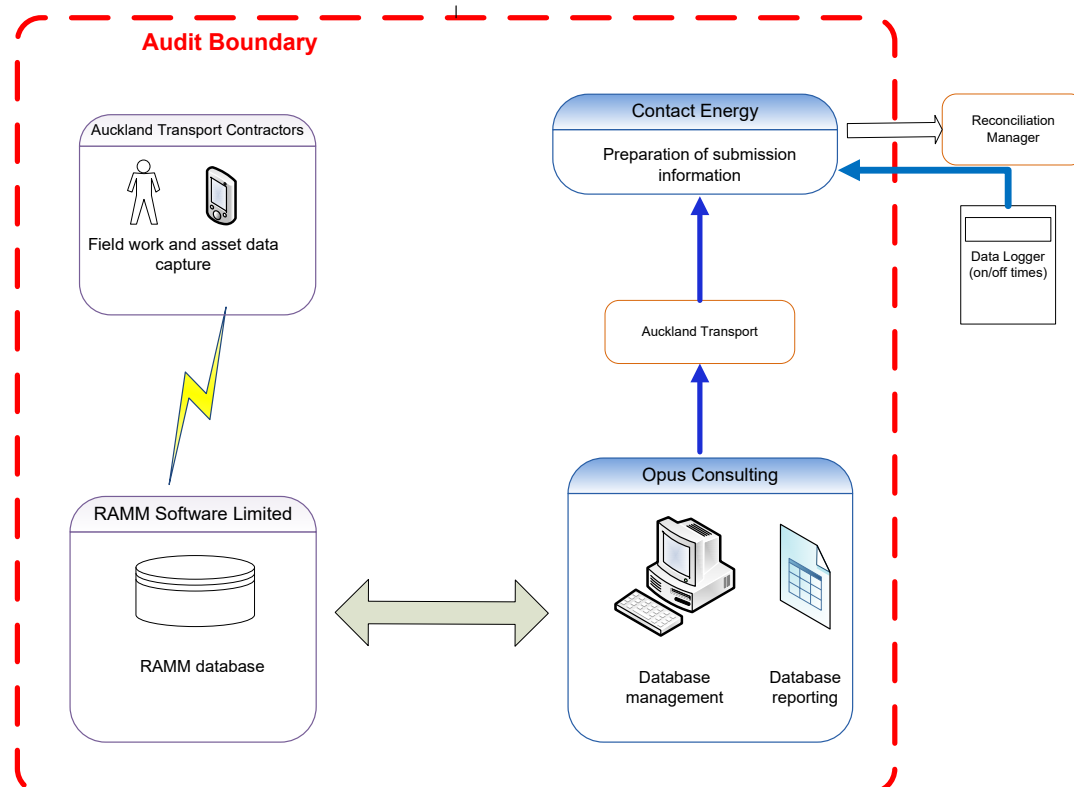 Audit Boundary
Auckland Transport Contractors
Field work and asset data
capture
Contact Energy
Preparation of submission
information
Reconciliation
Manager
Data Logger
(on/off times)
Auckland Transport
RAMM Software Limited
RAMM database
Opus Consulting
Database
management
Database
reporting